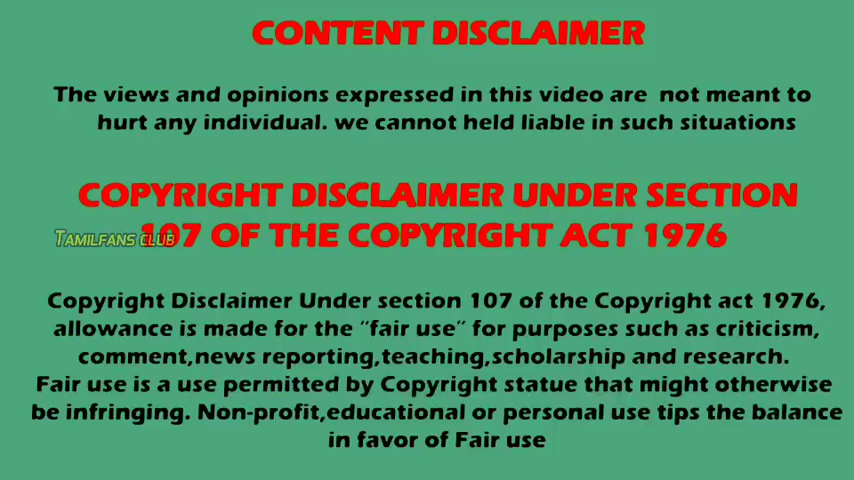 CONTENT DISCLAIMER
The views and opinions expressed in this video are not meant to
hurt any individual. we cannot held liable in such situations
COPYRIGHT DISCLAIMER UNDER SECTION
107 OF THE COPYRIGHT ACT 1976
TAMILFANS CLUB
Copyright Disclaimer Under section 107 of the Copyright act 1976,
allowance is made for the “fair use” for purposes such as criticism,
comment,news reporting,teaching,scholarship and research.
Fair use is a use permitted by Copyright statue that might otherwise
be infringing. Non-profit,educational or personal use tips the balance
in favor of Fair use